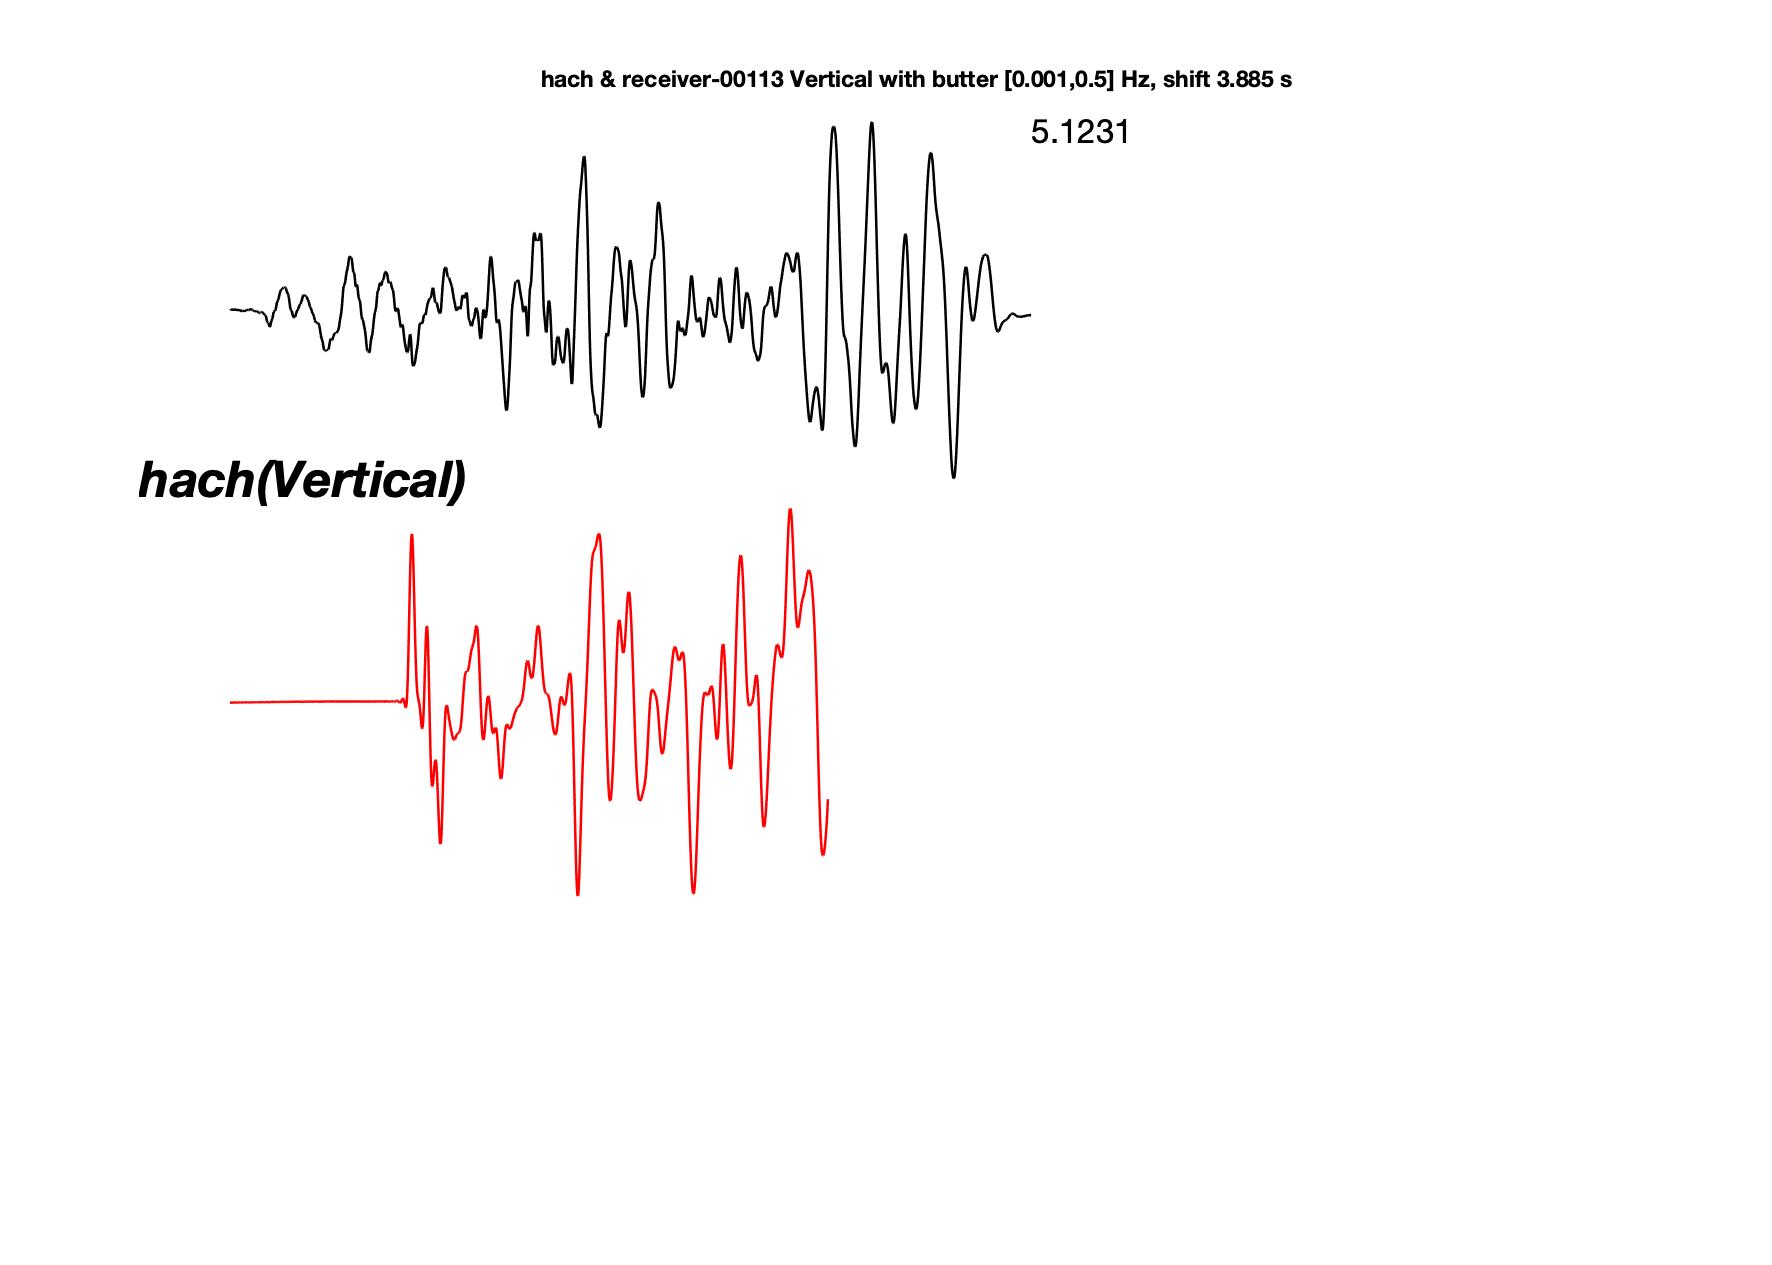 hach & receiver-00113 Vertical with butter [0.001,0.5] Hz, shift 3.885 s
5.1231
hach(Vertical)